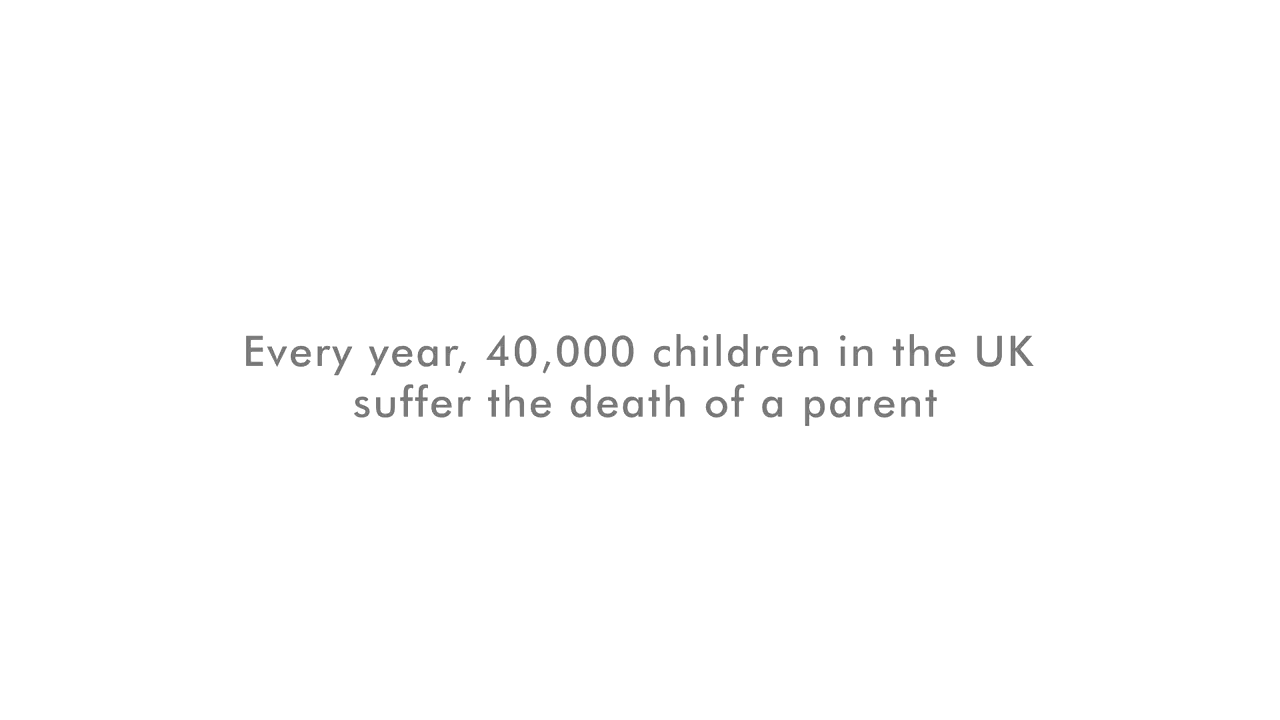 Every year, 40,000 children in the UK
suffer the death of a parent